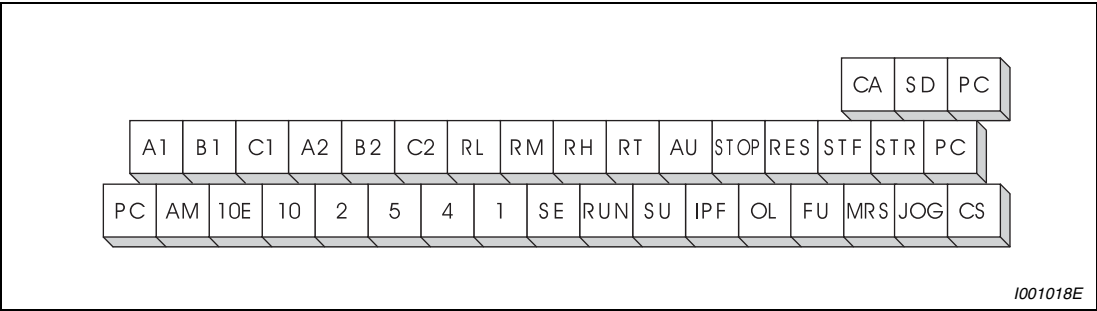 CA SD PC
A1 B1 C1 A2 B2 C2 RL RM RH RT AU STOP RES STF STR PC
PC AM 10E 10 2 5 4 1 SE RUN SU IPF OL FU MRS JOG CS
I001018E